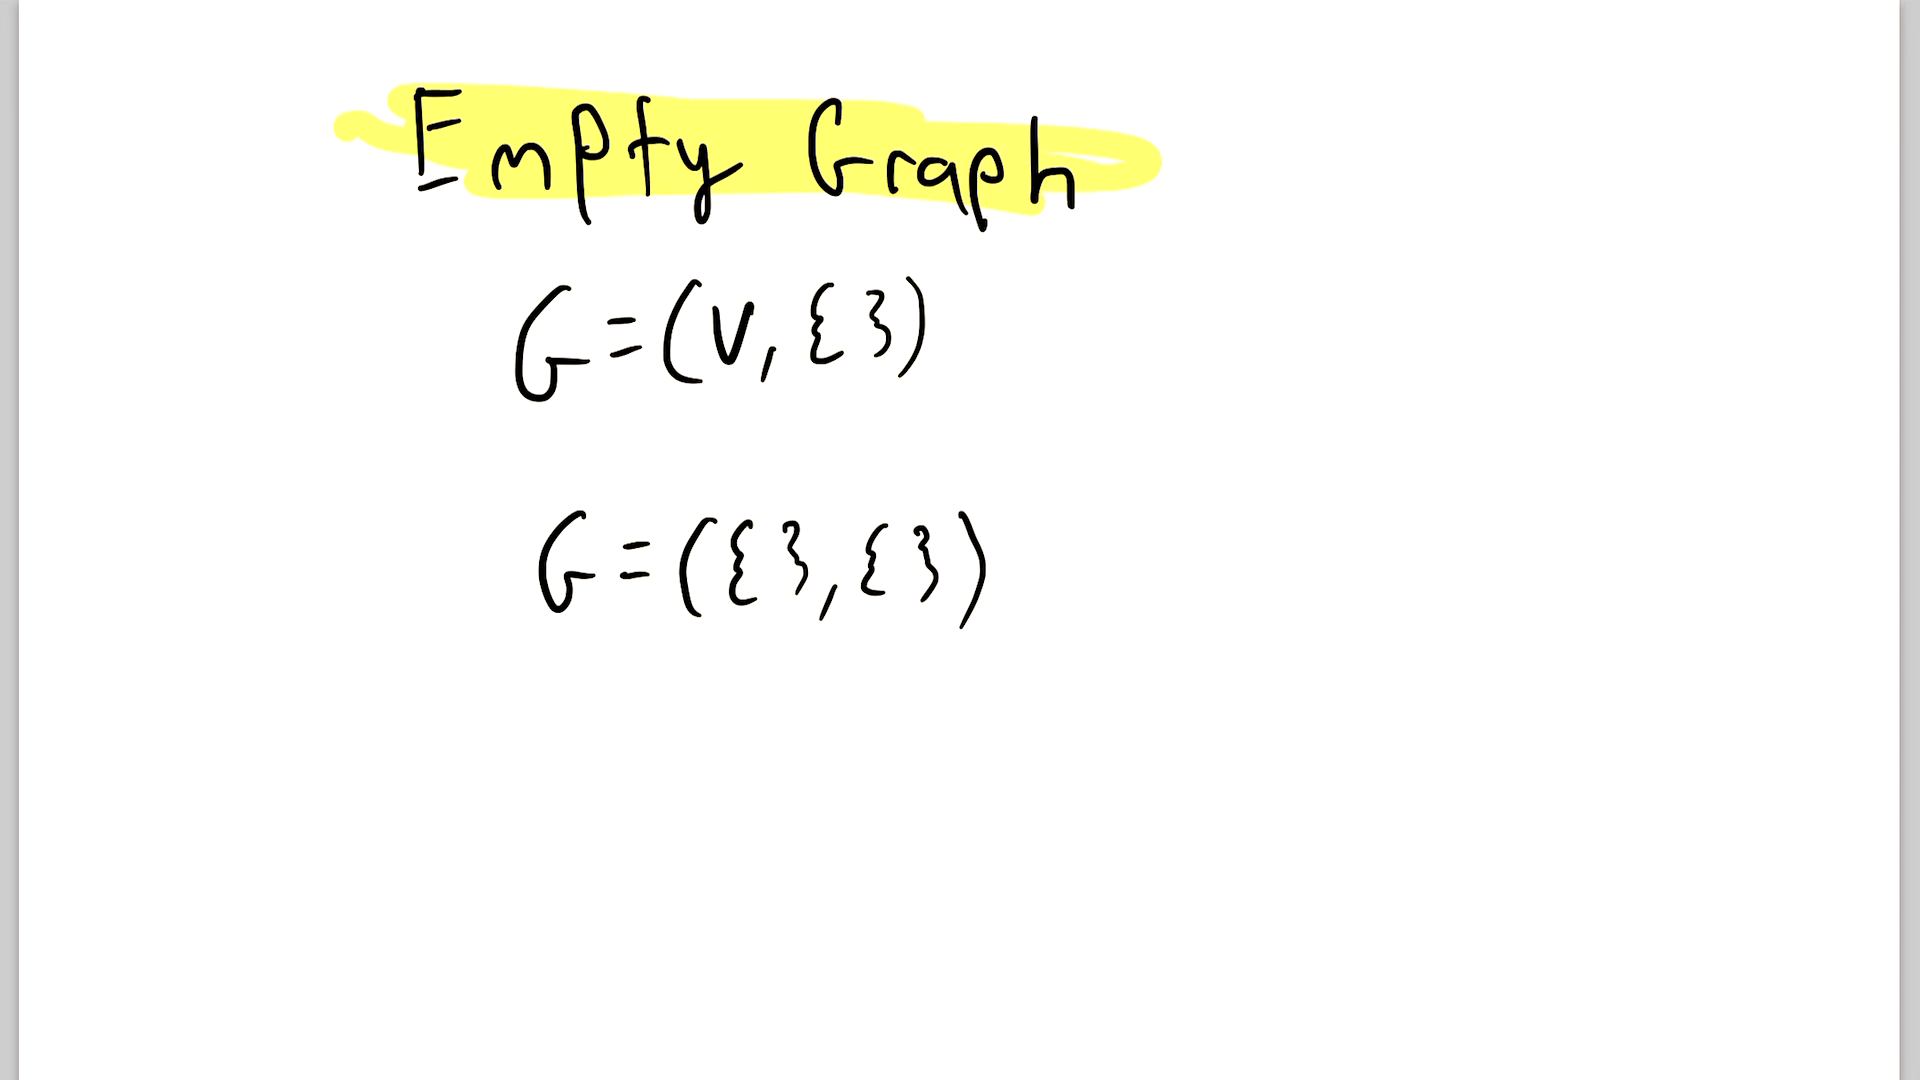 Empty Graph
G=(V,{ })
G=({ },{ })